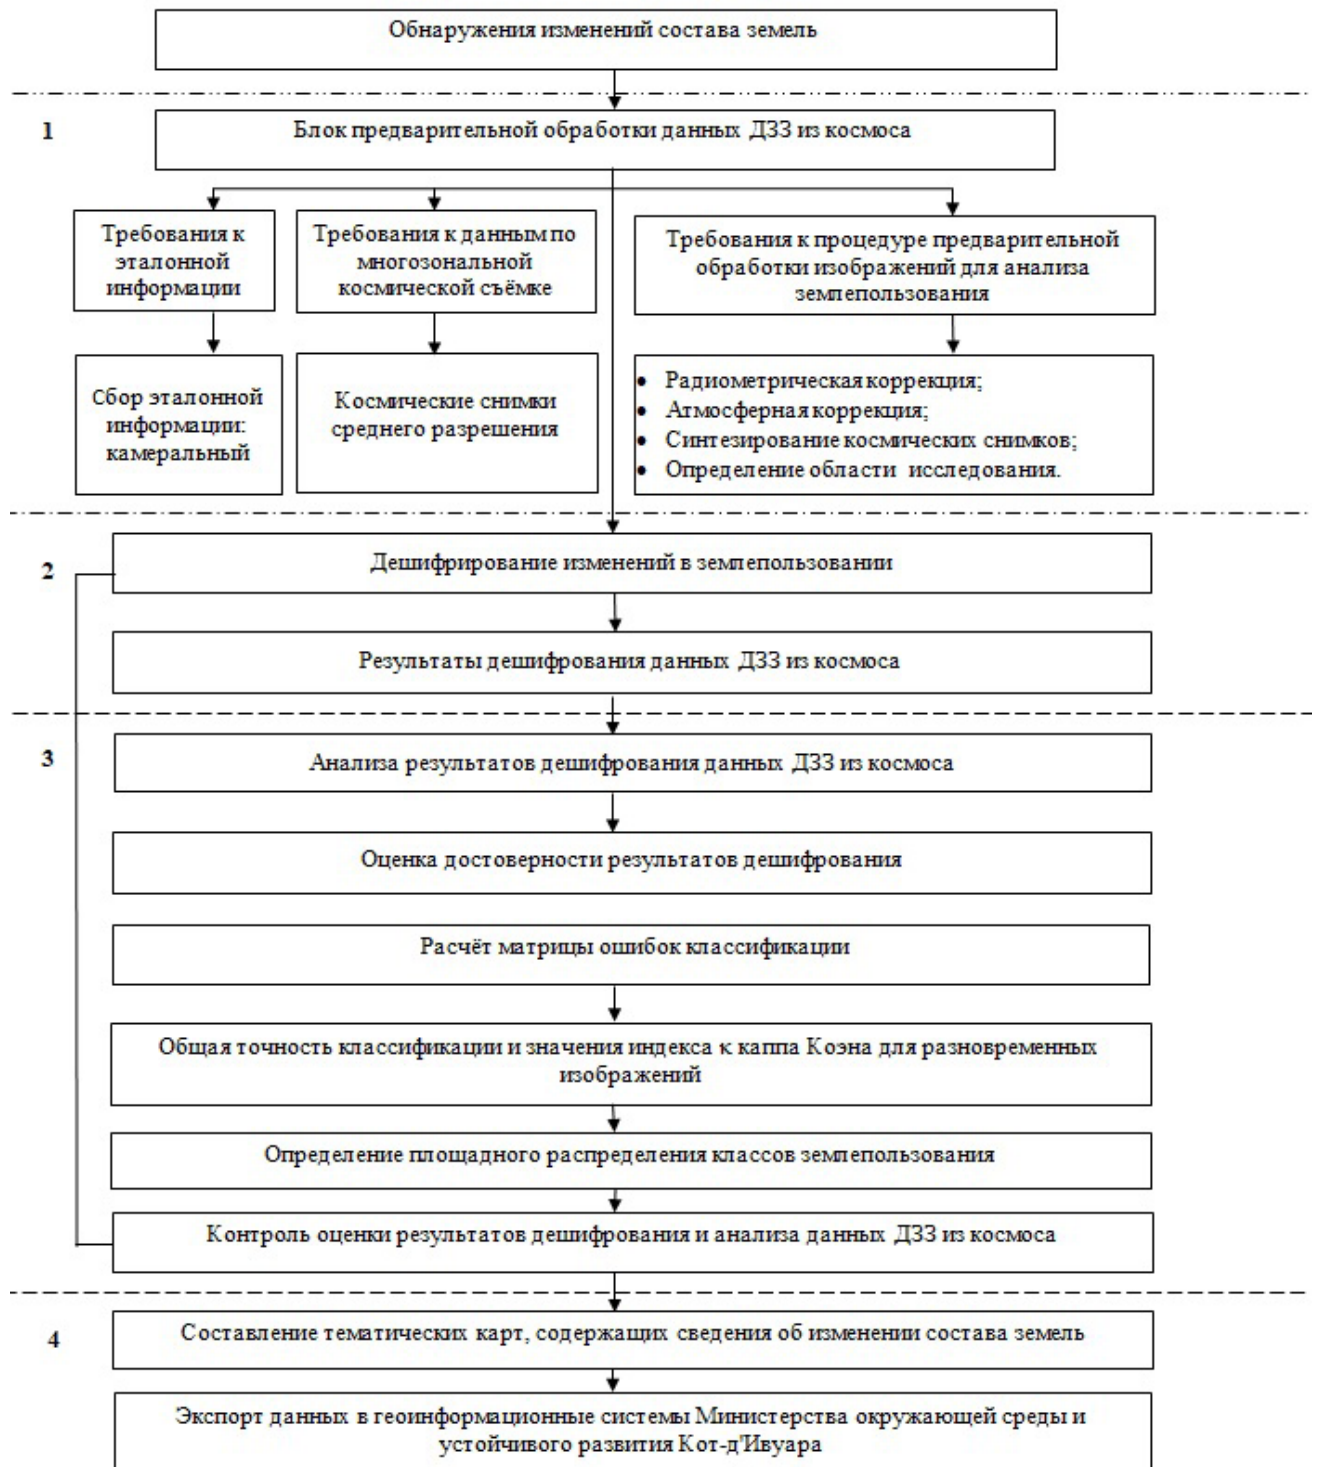 Обнаружения изменений состава земель
1
Блок предварительной обработки данных ДЗЗ из космоса
Требования к
эталонной
информации
Требования к данным по
многозональной
космической съёмке
Требования к процедуре предварительной
обработки изображений для анализа
землепользования
Сбор эталонной
информации:
камеральный
Космические снимки
среднего разрешения
• Радиометрическая коррекция;
• Атмосферная коррекция;
• Синтезирование космических снимков;
• Определение области исследования.
2
Дешифрирование изменений в землепользовании
Результаты дешифрования данных ДЗЗ из космоса
3
Анализа результатов дешифрования данных ДЗЗ из космоса
Оценка достоверности результатов дешифрования
Расчёт матрицы ошибок классификации
Общая точность классификации и значения индекса κ каппа Коэна для разновременных
изображений
Определение площадного распределения классов землепользования
Контроль оценки результатов дешифрования и анализа данных ДЗЗ из космоса
4
Составление тематических карт, содержащих сведения об изменении состава земель
Экспорт данных в геоинформационные системы Министерства окружающей среды и
устойчивого развития Кот-д'Ивуара